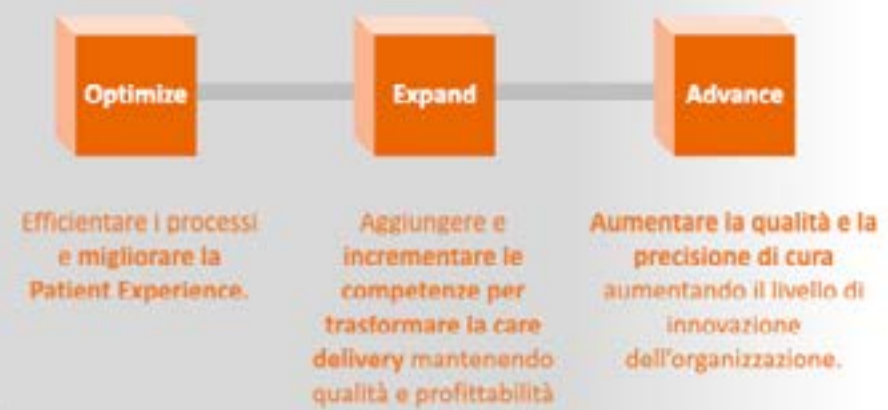 Optimize
Expand
Advance
Efficientare i processi
e migliorare la
Patient Experience.
Aggiungere e
incrementare le
competenze per
trasformare la care
delivery mantenendo
qualità e profittabilità
Aumentare la qualità e la
precisione di cura
aumentando il livello di
innovazione
dell'organizzazione.